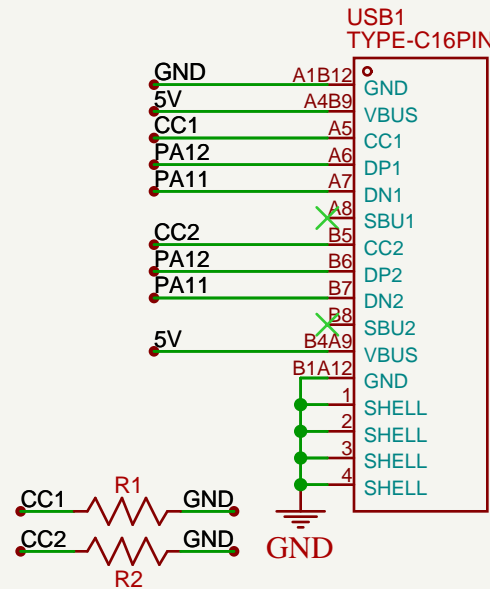 USB1
TYPE-C16PIN
GND A1B12 GND
5V A4B9 VBUS
CC1 A5 CC1
PA12 A6 DP1
PA11 A7 DN1
A8 SBU1
CC2 B5 CC2
PA12 B6 DP2
PA11 B7 DN2
B8 SBU2
5V B4A9 VBUS
B1A12 GND
1 SHELL
2 SHELL
3 SHELL
4 SHELL
GND
R1
CC1 GND
CC2 GND
R2